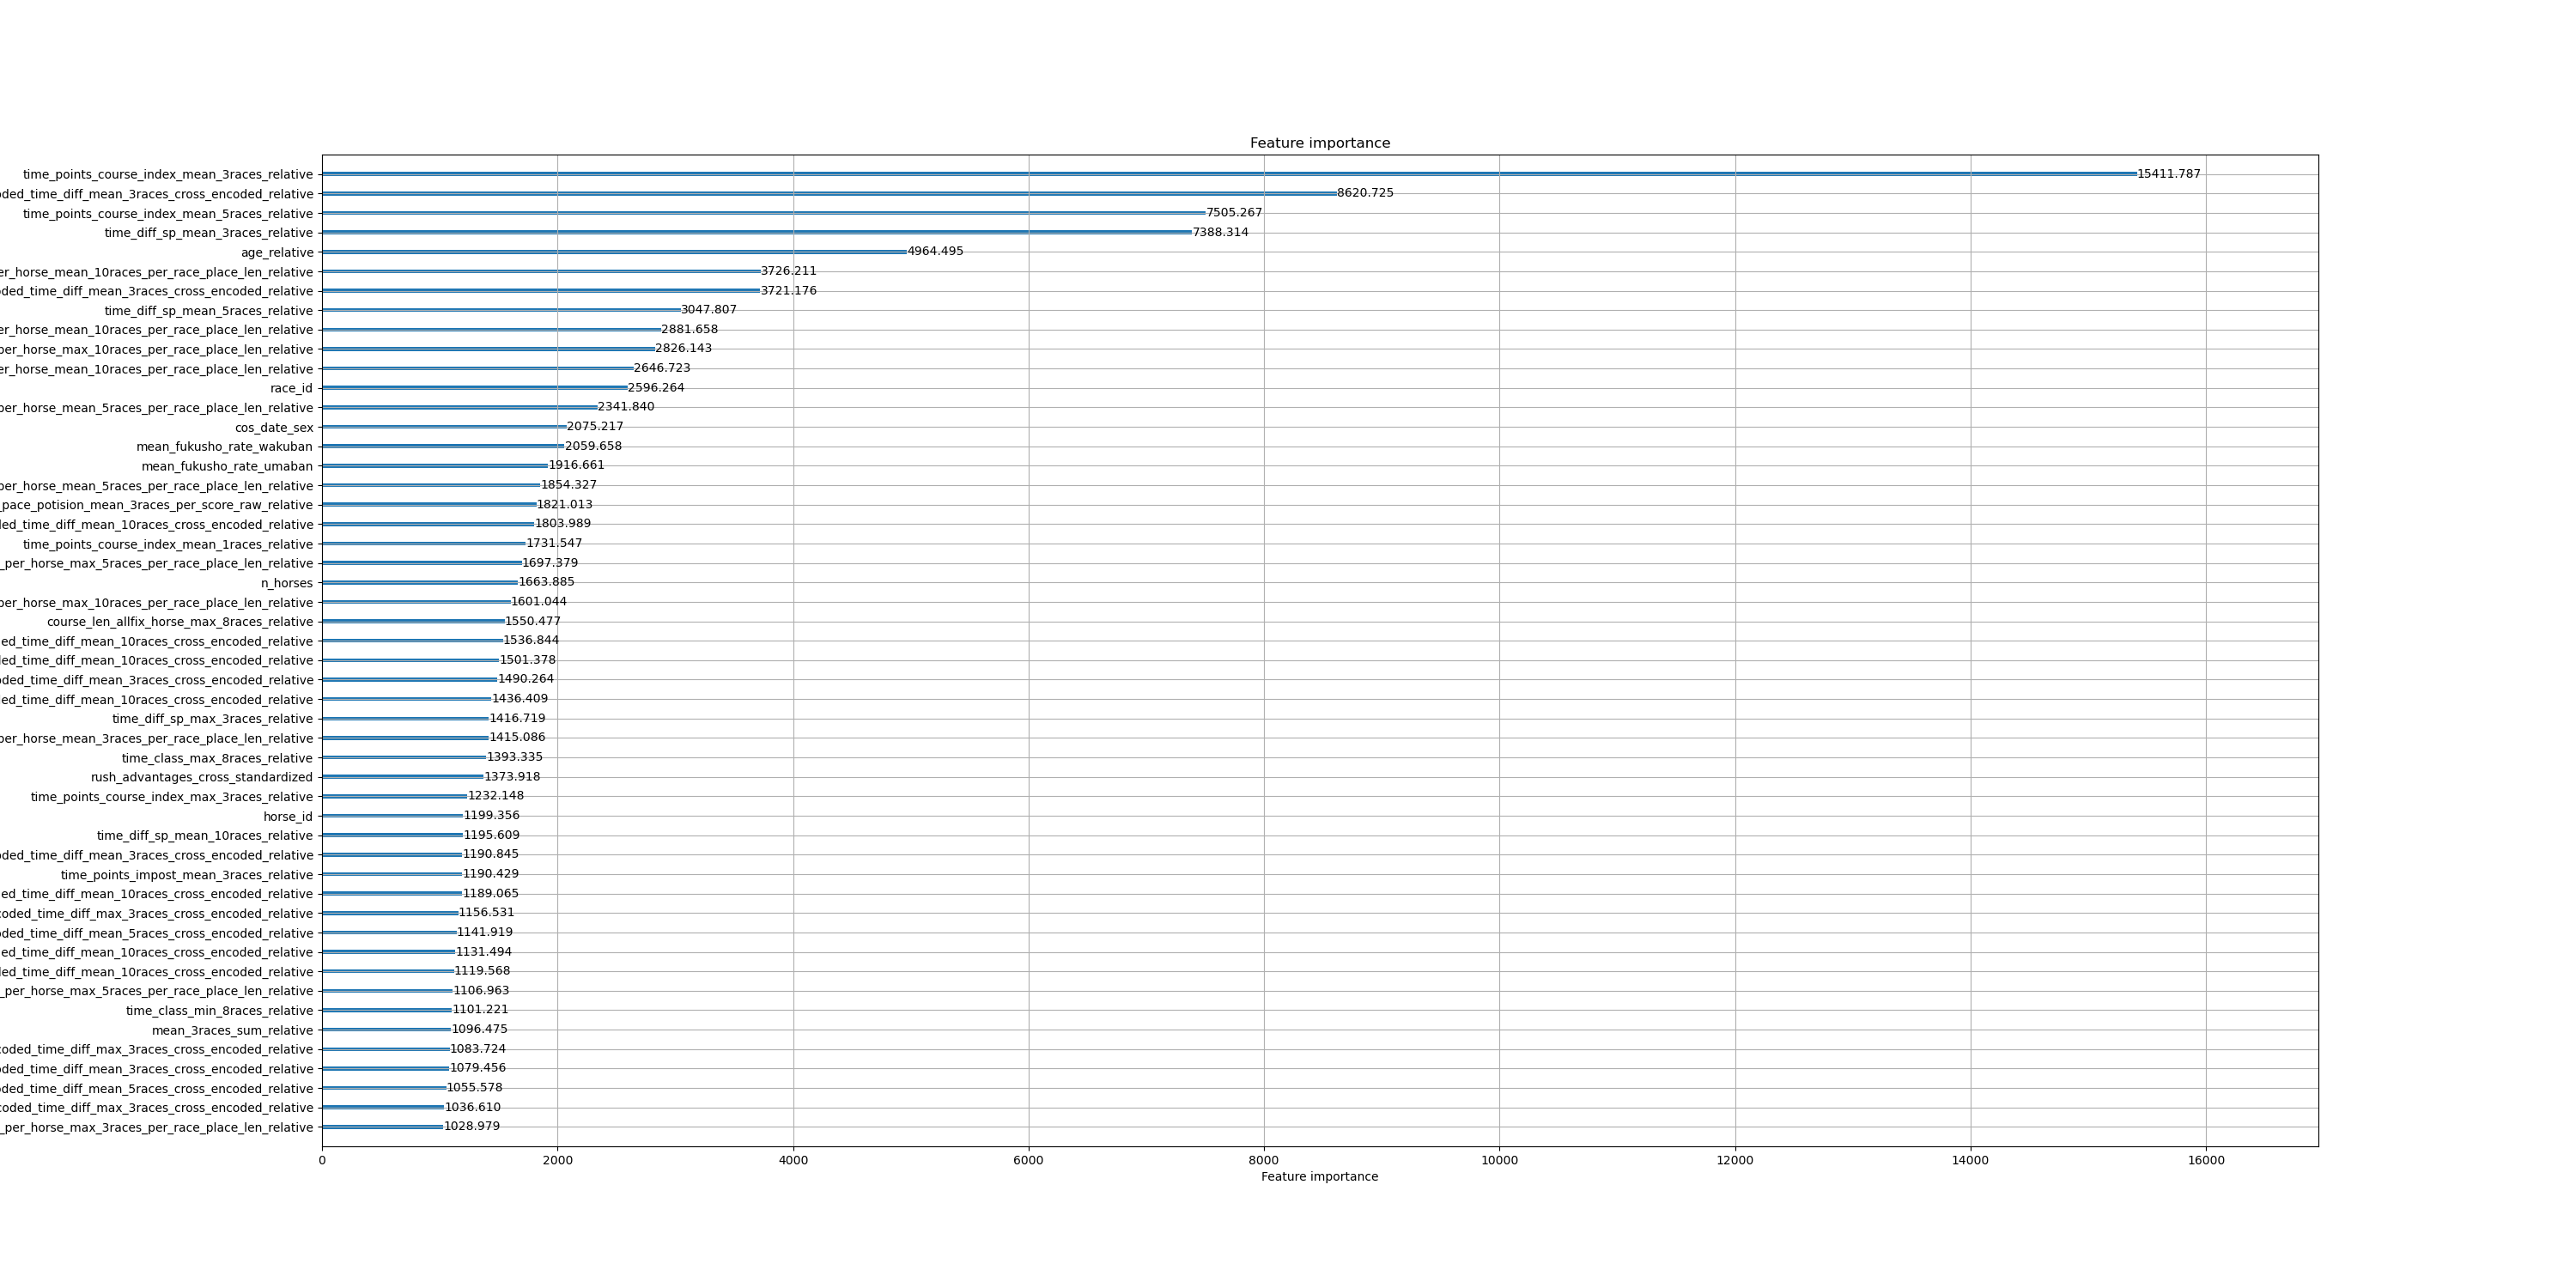 Feature importance
time_points_course_index_mean_3races_relative 15411.787
oded_time_diff_mean_3races_cross_encoded_relative 8620.725
time_points_course_index_mean_5races_relative 7505.267
time_diff_sp_mean_3races_relative 7388.314
age_relative 4964.495
er_horse_mean_10races_per_race_place_len_relative 3726.211
oded_time_diff_mean_3races_cross_encoded_relative 3721.176
time_diff_sp_mean_5races_relative 3047.807
er_horse_mean_10races_per_race_place_len_relative 2881.658
per_horse_max_10races_per_race_place_len_relative 2826.143
er_horse_mean_10races_per_race_place_len_relative 2646.723
race_id 2596.264
per_horse_mean_5races_per_race_place_len_relative 2341.840
cos_date_sex 2075.217
mean_fukusho_rate_wakuban 2059.658
mean_fukusho_rate_umaban 1916.661
per_horse_mean_5races_per_race_place_len_relative 1854.327
_pace_potision_mean_3races_per_score_raw_relative 1821.013
ed_time_diff_mean_10races_cross_encoded_relative 1803.989
time_points_course_index_mean_1races_relative 1731.547
_per_horse_max_5races_per_race_place_len_relative 1697.379
n_horses 1663.885
per_horse_max_10races_per_race_place_len_relative 1601.044
course_len_allfix_horse_max_8races_relative 1550.477
ed_time_diff_mean_10races_cross_encoded_relative 1536.844
ed_time_diff_mean_10races_cross_encoded_relative 1501.378
oded_time_diff_mean_3races_cross_encoded_relative 1490.264
ed_time_diff_mean_10races_cross_encoded_relative 1436.409
time_diff_sp_max_3races_relative 1416.719
per_horse_mean_3races_per_race_place_len_relative 1415.086
time_class_max_8races_relative 1393.335
rush_advantages_cross_standardized 1373.918
time_points_course_index_max_3races_relative 1232.148
horse_id 1199.356
time_diff_sp_mean_10races_relative 1195.609
oded_time_diff_mean_3races_cross_encoded_relative 1190.845
time_points_impost_mean_3races_relative 1190.429
ed_time_diff_mean_10races_cross_encoded_relative 1189.065
coded_time_diff_max_3races_cross_encoded_relative 1156.531
oded_time_diff_mean_5races_cross_encoded_relative 1141.919
ed_time_diff_mean_10races_cross_encoded_relative 1131.494
ed_time_diff_mean_10races_cross_encoded_relative 1119.568
_per_horse_max_5races_per_race_place_len_relative 1106.963
time_class_min_8races_relative 1101.221
mean_3races_sum_relative 1096.475
coded_time_diff_max_3races_cross_encoded_relative 1083.724
oded_time_diff_mean_3races_cross_encoded_relative 1079.456
oded_time_diff_mean_5races_cross_encoded_relative 1055.578
coded_time_diff_max_3races_cross_encoded_relative 1036.610
_per_horse_max_3races_per_race_place_len_relative 1028.979
0 2000 4000 6000 8000 10000 12000 14000 16000
Feature importance